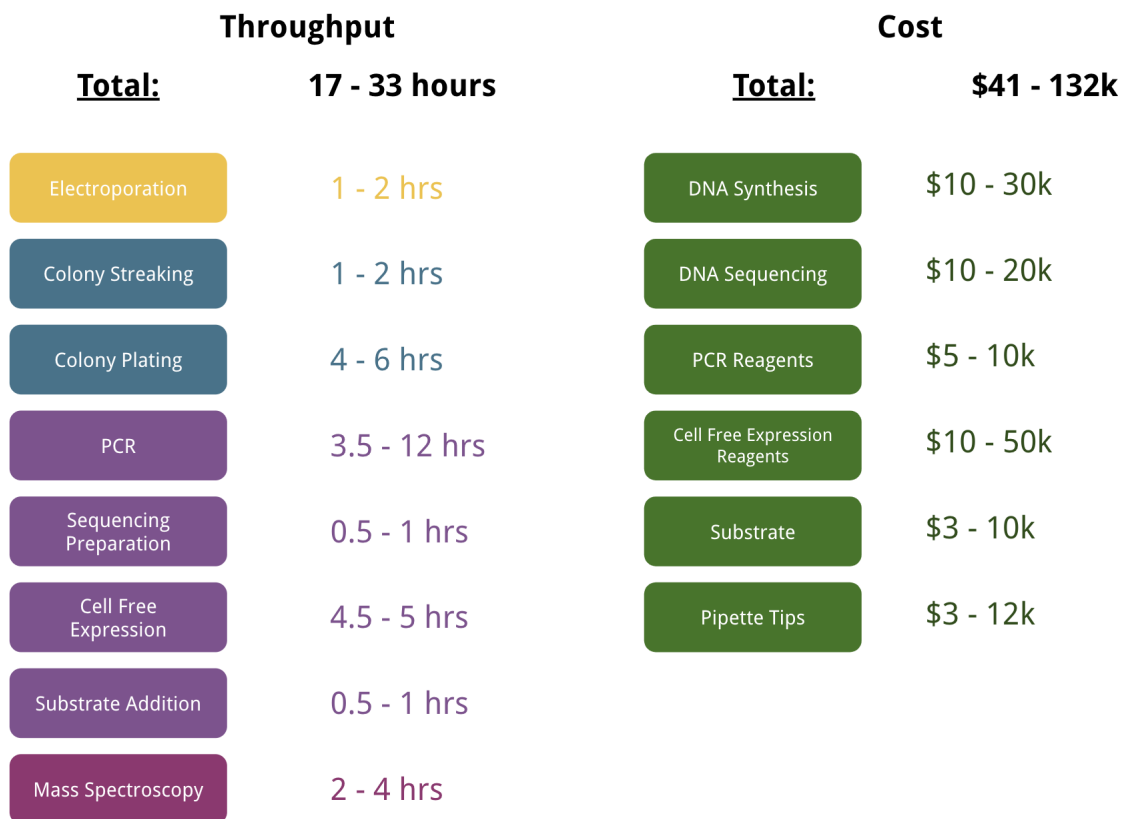 Throughput
Total: 17 - 33 hours
Electroporation 1 - 2 hrs
Colony Streaking 1 - 2 hrs
Colony Plating 4 - 6 hrs
PCR 3.5 - 12 hrs
Sequencing
Preparation
0.5 - 1 hrs
Cell Free
Expression
4.5 - 5 hrs
Substrate Addition 0.5 - 1 hrs
Mass Spectroscopy 2 - 4 hrs
Cost
Total: $41 - 132k
DNA Synthesis $10 - 30k
DNA Sequencing $10 - 20k
PCR Reagents $5 - 10k
Cell Free Expression
Reagents
$10 - 50k
Substrate $3 - 10k
Pipette Tips $3 - 12k